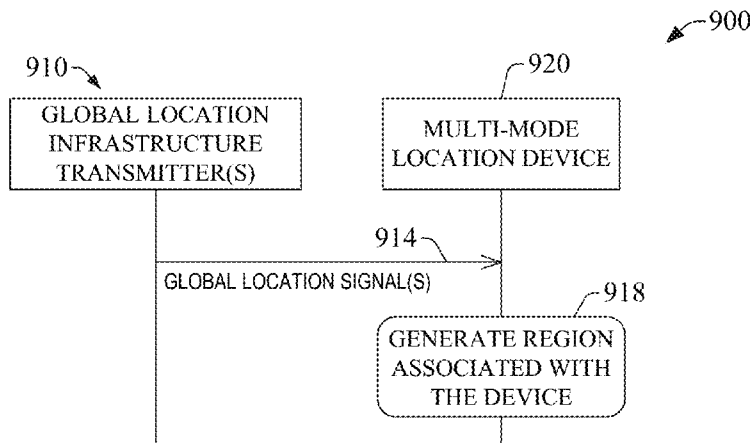 900
910
920
GLOBAL LOCATION
INFRASTRUCTURE
TRANSMITTER(S)
MULTI-MODE
LOCATION DEVICE
914
GLOBAL LOCATION SIGNAL(S)
918
GENERATE REGION
ASSOCIATED WITH
THE DEVICE